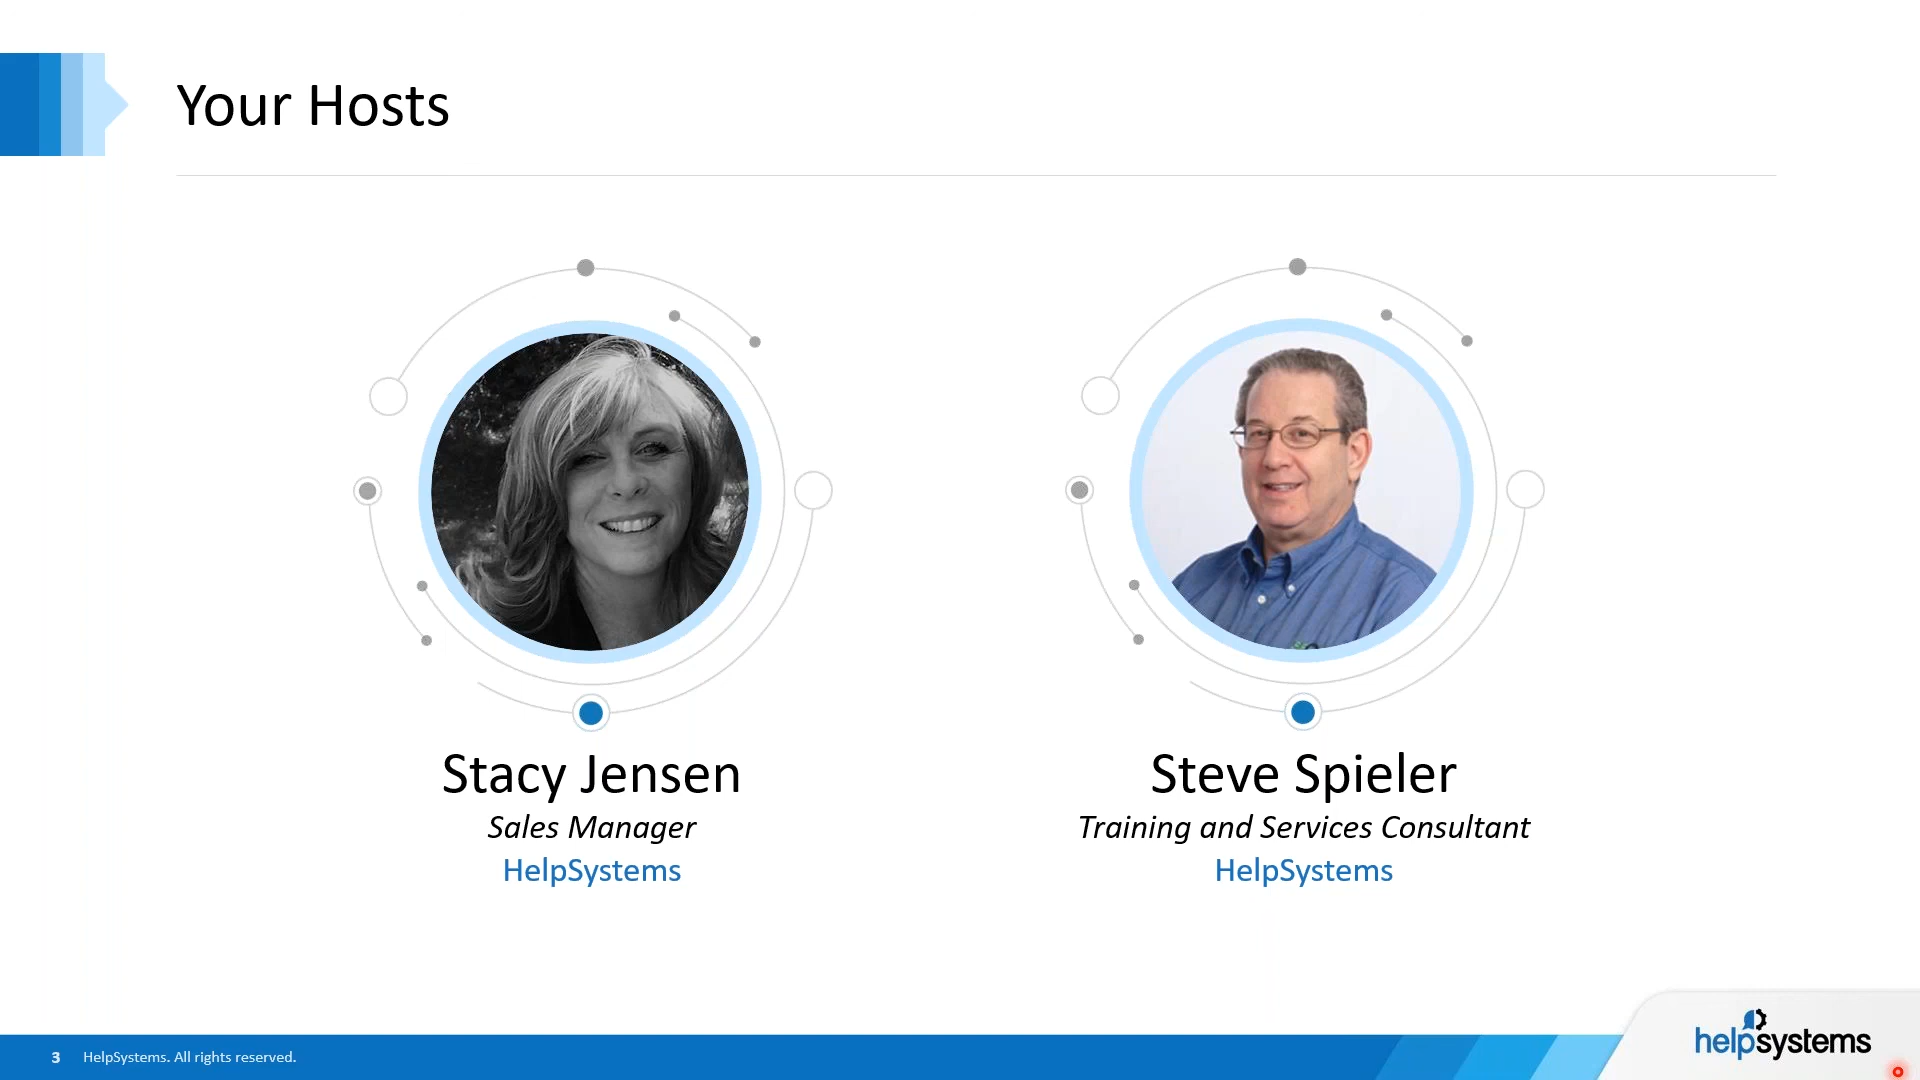 Your Hosts
Stacy Jensen
Sales Manager
HelpSystems
Steve Spieler
Training and Services Consultant
HelpSystems
3 HelpSystems. All rights reserved.
helpsystems